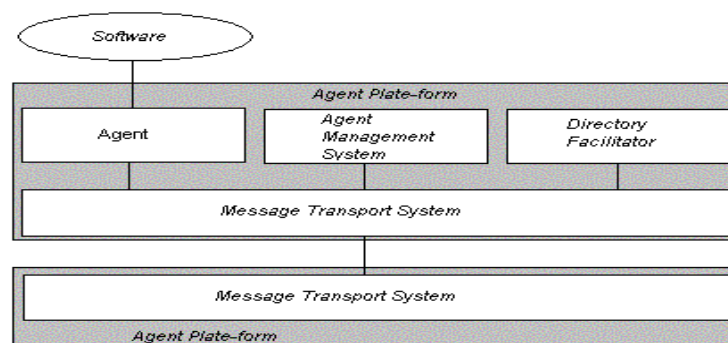 Software
Agent Plate-form
Agent
Agent
Management
System
Directory
Facilitator
Message Transport System
Message Transport System
Agent Plate-form